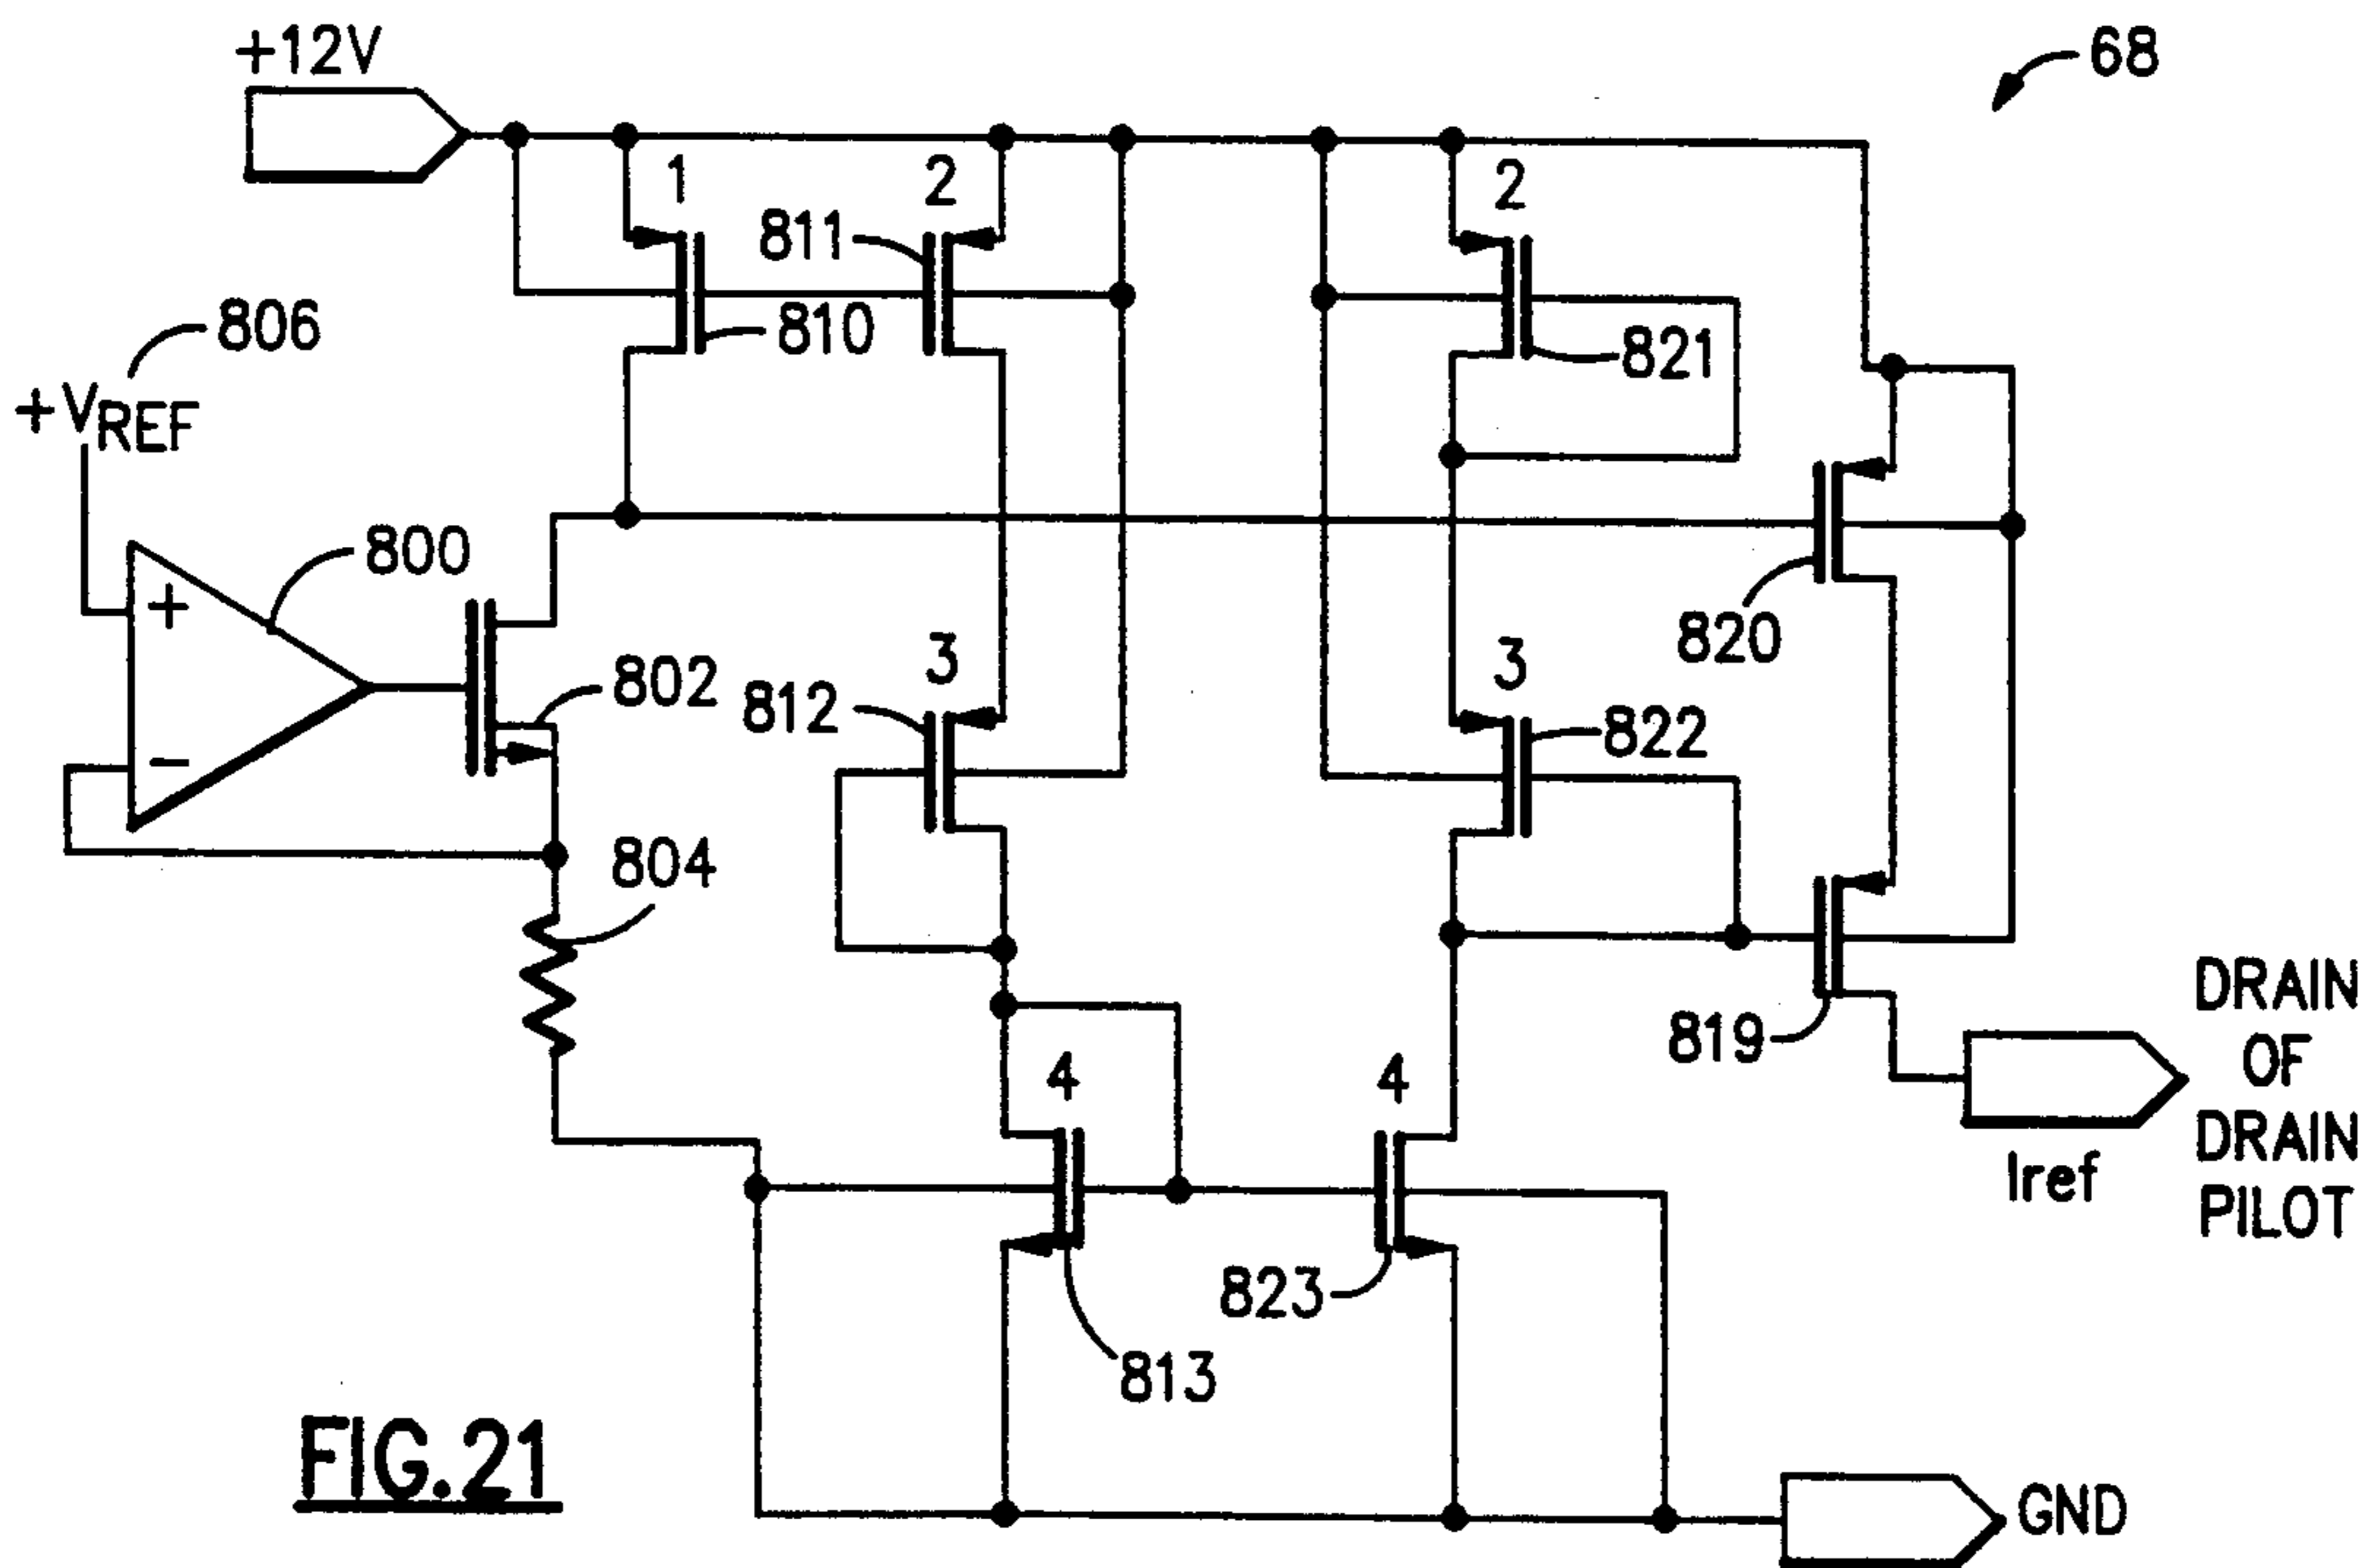 +12V
68
1
2
2
811
810
821
806
+VREF
800
+
-
802
820
3
3
812
822
804
819
DRAIN
OF
DRAIN
PILOT
Iref
4
4
823
813
FIG.21
GND